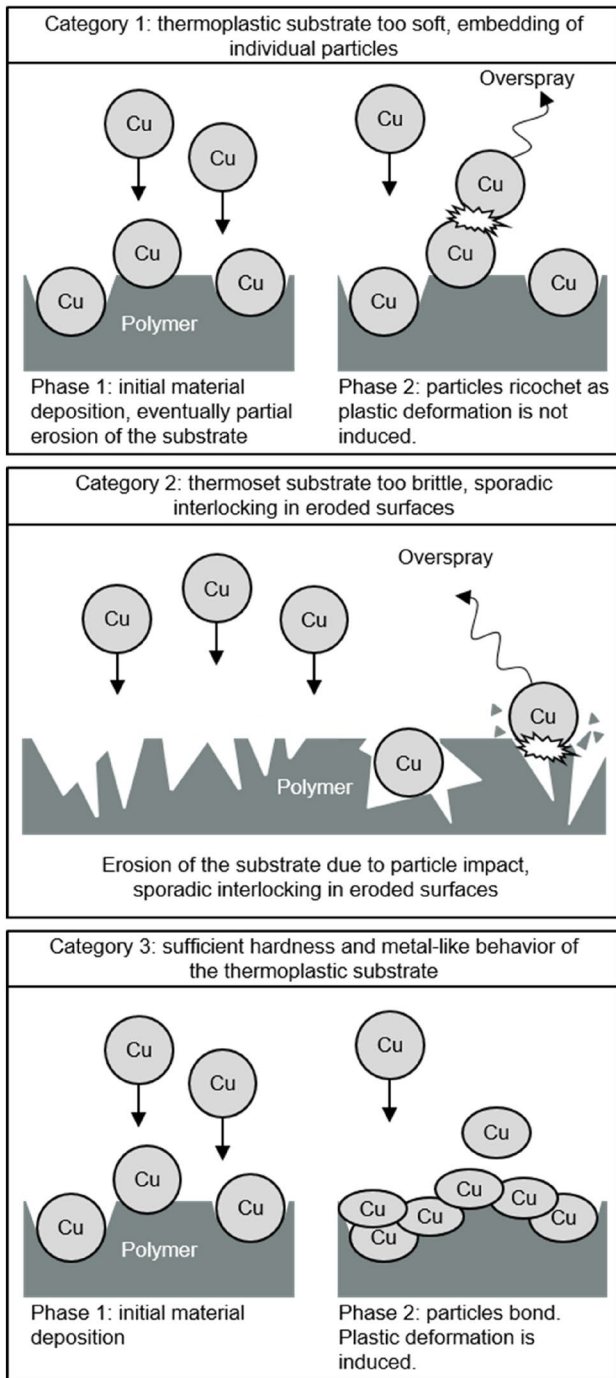 Category 1: thermoplastic substrate too soft, embedding of
individual particles
Overspray
Cu
Cu
Cu
Cu
Cu
Cu
Cu
Cu
Cu
Cu
Polymer
Phase 1: initial material
deposition, eventually partial
erosion of the substrate
Phase 2: particles ricochet as
plastic deformation is not
induced.
Category 2: thermoset substrate too brittle, sporadic
interlocking in eroded surfaces
Overspray
Cu
Cu
Cu
Cu
Cu
Polymer
Erosion of the substrate due to particle impact,
sporadic interlocking in eroded surfaces
Category 3: sufficient hardness and metal-like behavior of
the thermoplastic substrate
Cu
Cu
Cu
Cu
Cu
Polymer
Cu
Cu
Cu
Cu
Cu
Cu
Cu
Cu
Phase 1: initial material
deposition
Phase 2: particles bond.
Plastic deformation is
induced.